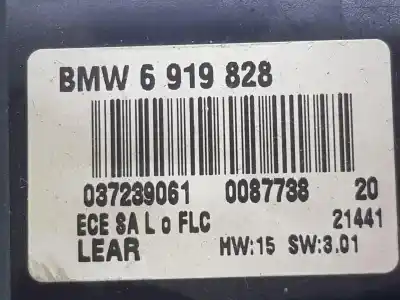 BMW 6 919 828
037239061 0087738 20
ECE SA L o FLC 21441
LEAR HW:15 SW:3.01